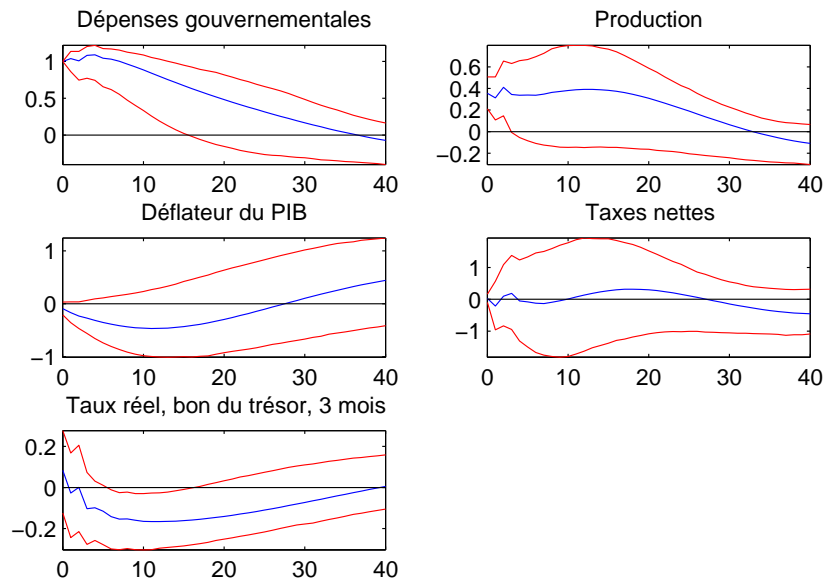 Dépenses gouvernementales
1
0.5
0
0 10 20 30 40
Production
0.6
0.4
0.2
0
−0.2
0 10 20 30 40
Déflateur du PIB
1
0
−1
0 10 20 30 40
Taxes nettes
1
0
−1
0 10 20 30 40
Taux réel, bon du trésor, 3 mois
0.2
0
−0.2
0 10 20 30 40